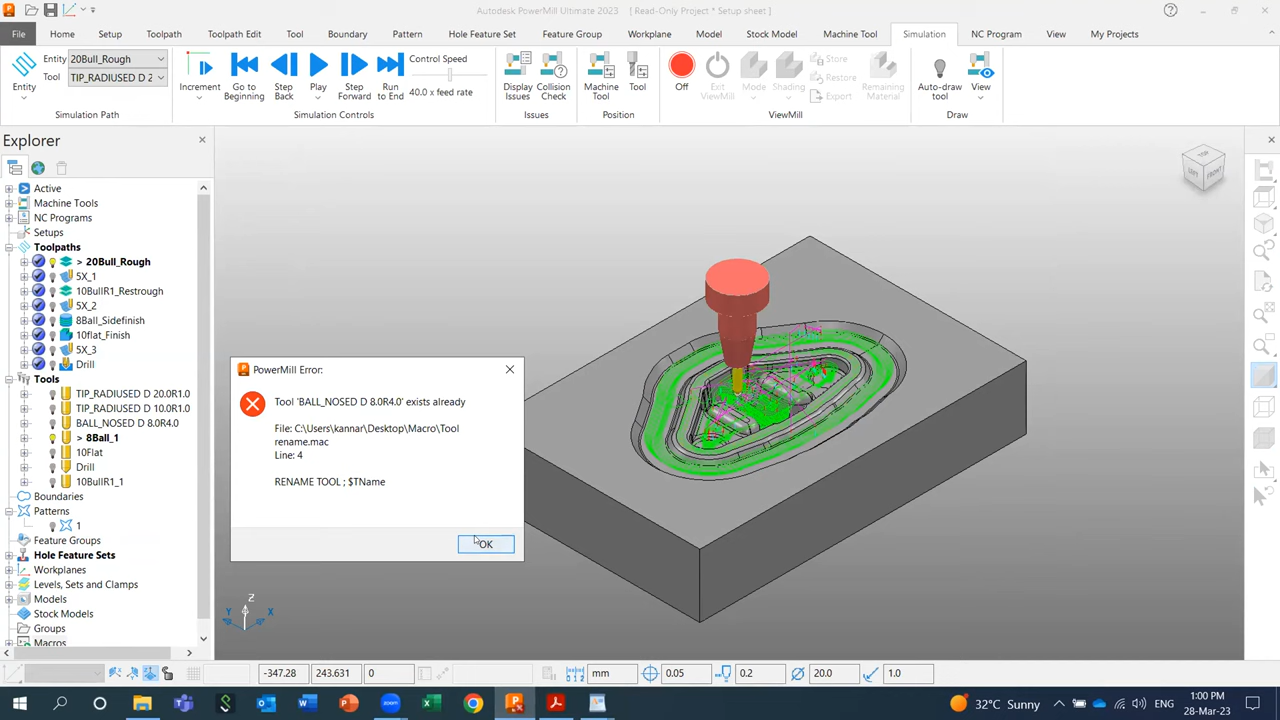 Autodesk PowerMill Ultimate 2023 [ Read-Only Project * Setup sheet ]
File Home Setup Toolpath Toolpath Edit Tool Boundary Pattern Hole Feature Set Feature Group Workplane Model Stock Model Machine Tool Simulation NC Program View My Projects
Entity 20Bull_Rough
Tool TIP_RADIUSED D 2
Entity
Increment
Go to Beginning
Step Back
Play
Step Forward
Run to End
Control Speed
40.0 x feed rate
Display Issues
Collision Check
Machine Tool
Tool
Off
Exit ViewMill
Mode
Shading
Store
Restore
Export
Remaining Material
Auto-draw tool
View
Simulation Path
Simulation Controls
Issues
Position
ViewMill
Draw
Explorer
Active
Machine Tools
NC Programs
Setups
Toolpaths
> 20Bull_Rough
5X_1
10BullR1_Restrough
5X_2
8Ball_Sidefinish
10flat_Finish
5X_3
Drill
Tools
TIP_RADIUSED D 20.0R1.0
TIP_RADIUSED D 10.0R1.0
BALL_NOSED D 8.0R4.0
> 8Ball_1
10Flat
Drill
10BullR1_1
Boundaries
Patterns
1
Feature Groups
Hole Feature Sets
Workplanes
Levels, Sets and Clamps
Models
Stock Models
Groups
Macros
PowerMill Error:
Tool 'BALL_NOSED D 8.0R4.0' exists already
File: C:\Users\kannar\Desktop\Macro\Tool
rename.mac
Line: 4
RENAME TOOL ; $TName
OK
TOP
LEFT
FRONT
Z
Y
X
-347.28 243.631 0 mm 0.05 0.2 20.0 1.0
32°C Sunny
ENG
1:00 PM
28-Mar-23